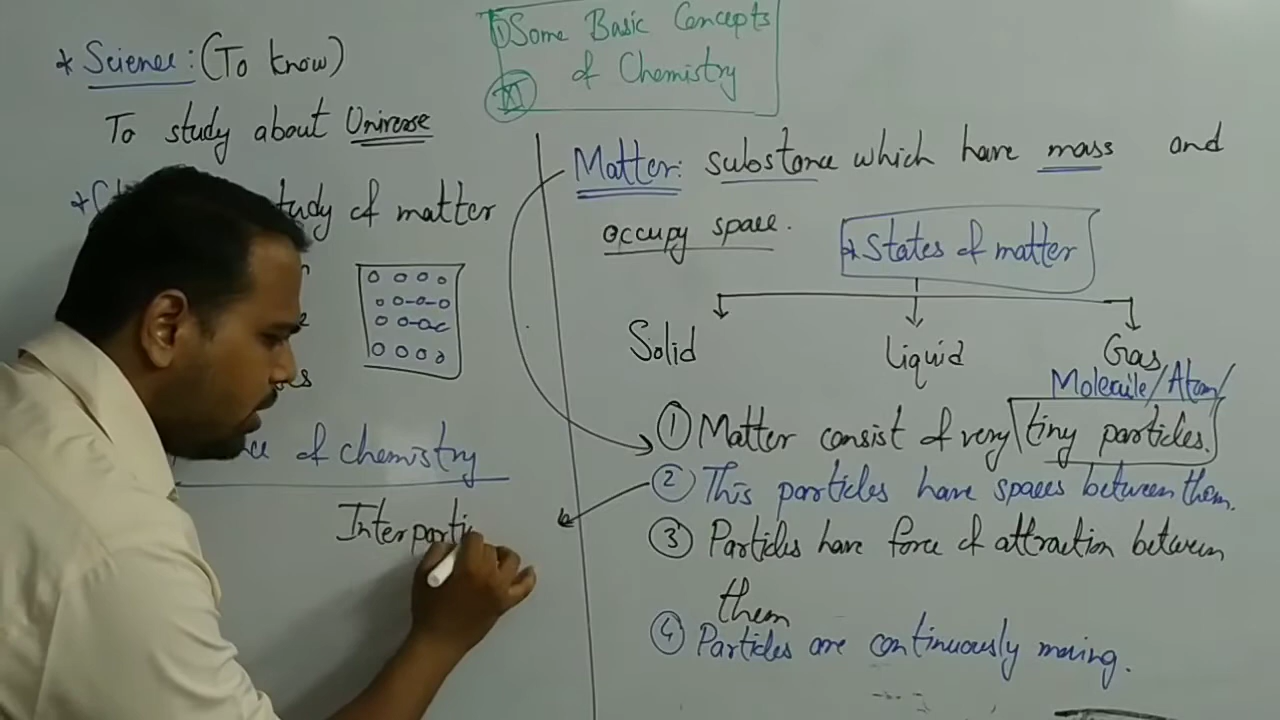 ① Some Basic Concepts
of Chemistry
XI
* Science: (To know)
To study about Universe
tudy of matter
of chemistry
Interparti
Matter: substance which have mass and
occupy space.
* States of matter
Solid Liquid Gas
Molecule/Atom/
① Matter consist of very tiny particles.
② This particles have spaces between them.
③ Particles have force of attraction between
them
④ Particles are continuously moving.